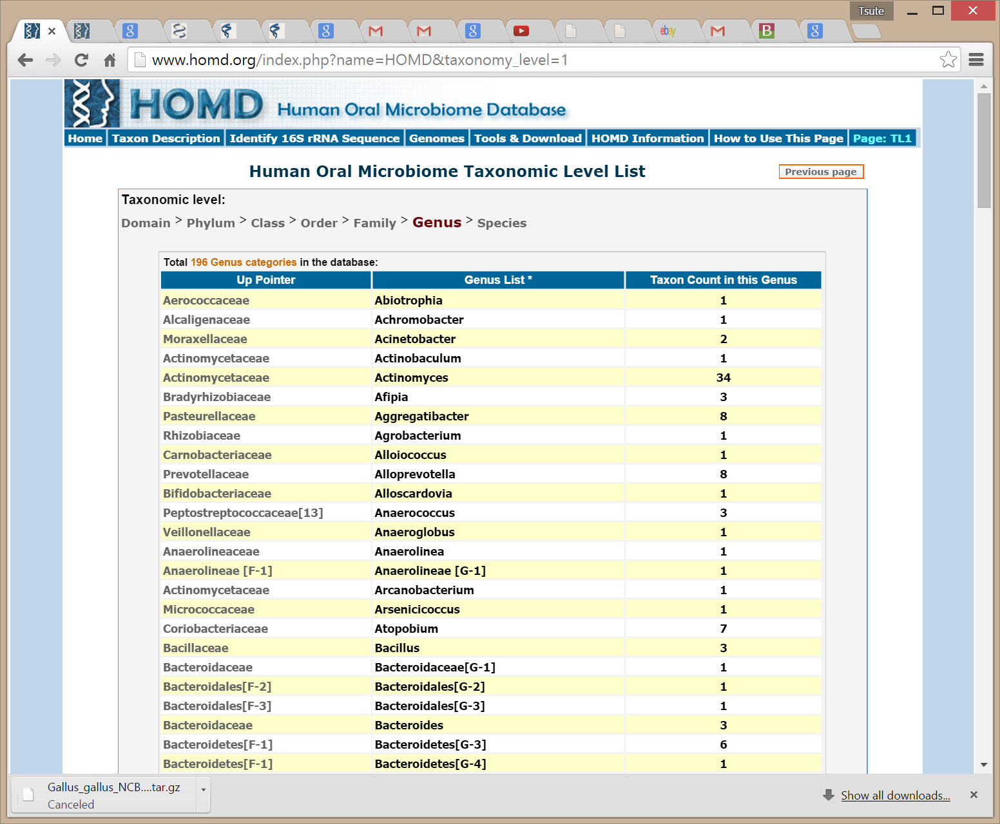 Tsute
www.homd.org/index.php?name=HOMD&taxonomy_level=1
HOMD Human Oral Microbiome Database
Home Taxon Description Identify 16S rRNA Sequence Genomes Tools & Download HOMD Information How to Use This Page Page: TL1
Human Oral Microbiome Taxonomic Level List Previous page
Taxonomic level:
Domain > Phylum > Class > Order > Family > Genus > Species
Total 196 Genus categories in the database:
Up Pointer Genus List * Taxon Count in this Genus
Aerococcaceae Abiotrophia 1
Alcaligenaceae Achromobacter 1
Moraxellaceae Acinetobacter 2
Actinomycetaceae Actinobaculum 1
Actinomycetaceae Actinomyces 34
Bradyrhizobiaceae Afipia 3
Pasteurellaceae Aggregatibacter 8
Rhizobiaceae Agrobacterium 1
Carnobacteriaceae Alloiococcus 1
Prevotellaceae Alloprevotella 8
Bifidobacteriaceae Alloscardovia 1
Peptostreptococcaceae[13] Anaerococcus 3
Veillonellaceae Anaeroglobus 1
Anaerolineaceae Anaerolinea 1
Anaerolineae [F-1] Anaerolineae [G-1] 1
Actinomycetaceae Arcanobacterium 1
Micrococcaceae Arsenicicoccus 1
Coriobacteriaceae Atopobium 7
Bacillaceae Bacillus 3
Bacteroidaceae Bacteroidaceae[G-1] 1
Bacteroidales[F-2] Bacteroidales[G-2] 1
Bacteroidales[F-3] Bacteroidales[G-3] 1
Bacteroidaceae Bacteroides 3
Bacteroidetes[F-1] Bacteroidetes[G-3] 6
Bacteroidetes[F-1] Bacteroidetes[G-4] 1
Gallus_gallus_NCB....tar.gz
Canceled
Show all downloads...